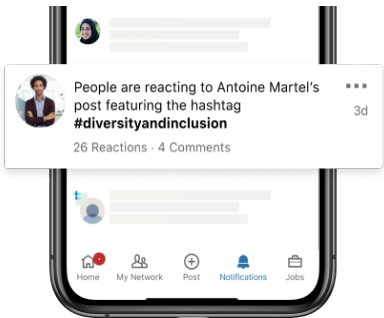 People are reacting to Antoine Martel's
post featuring the hashtag
#diversityandinclusion
3d
26 Reactions · 4 Comments
Home
My Network
Post
Notifications
Jobs